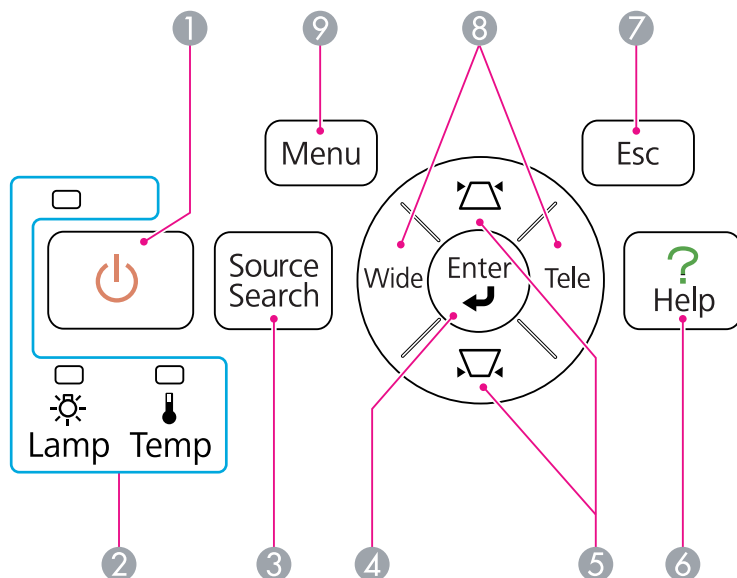 1
9
8
7
Menu
Esc
Source
Search
Wide
Enter
Tele
?
Help
Lamp
Temp
2
3
4
5
6